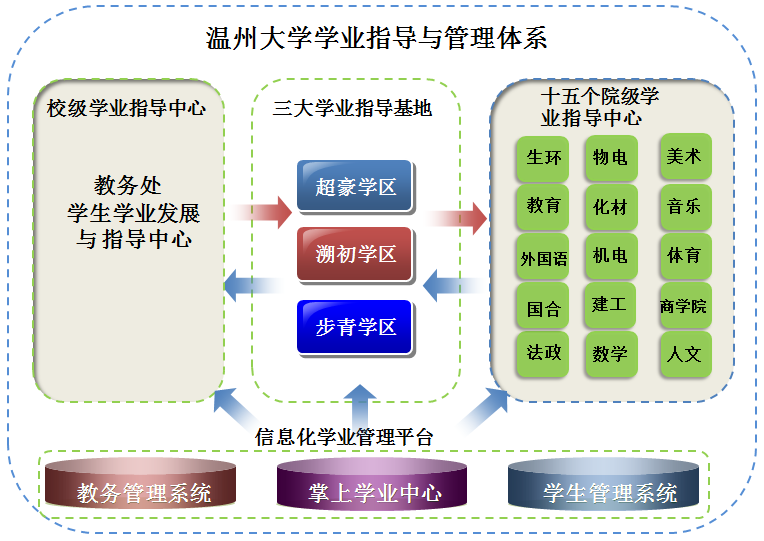 温州大学学业指导与管理体系
校级学业指导中心
教务处
学生学业发展
与指导中心
三大学业指导基地
超豪学区
溯初学区
步青学区
十五个院级学
业指导中心
生环
物电
美术
教育
化材
音乐
外国语
机电
体育
国合
建工
商学院
法政
数学
人文
信息化学业管理平台
教务管理系统
掌上学业中心
学生管理系统